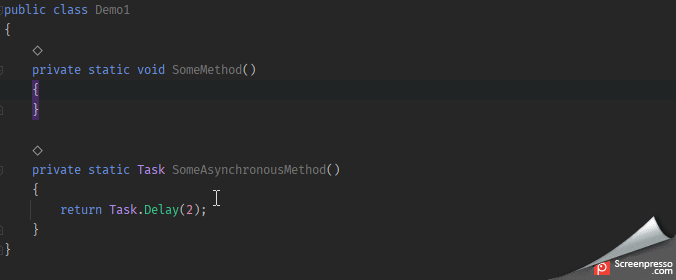 public class Demo1
{
private static void SomeMethod()
{
}
private static Task SomeAsynchronousMethod()
{
return Task.Delay(2);
}
}
Screenpresso
.com